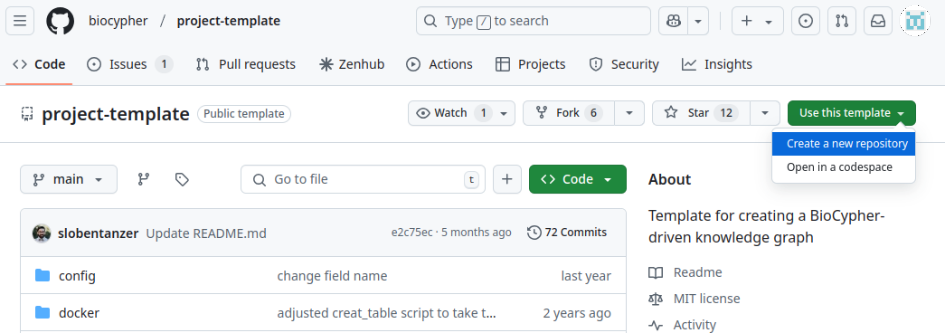 biocypher / project-template
Type / to search
Code Issues 1 Pull requests Zenhub Actions Projects Security Insights
project-template Public template
Watch 1 Fork 6 Star 12 Use this template
Create a new repository
Open in a codespace
main Go to file t + Code
About
Template for creating a BioCypher-
driven knowledge graph
slobentanzer Update README.md e2c75ec · 5 months ago 72 Commits
config change field name last year
docker adjusted creat_table script to take t... 2 years ago
Readme
MIT license
Activity